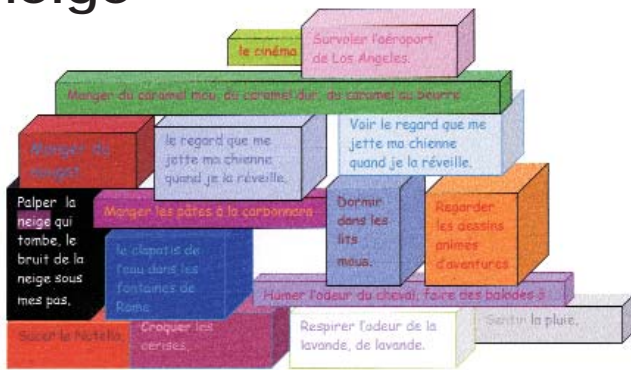 neige
le cinéma
Survoler l'aéroport
de Los Angeles.
Manger du caramel mou, du caramel dur, du caramel au beurre
Manger du
nougat
le regard que me
jette ma chienne
quand je la réveille.
Voir le regard que me
jette ma chienne
quand je la réveille.
Palper la
neige qui
tombe, le
bruit de la
neige sous
mes pas.
Manger les pâtes à la carbonnara
Dormir
dans les
lits
mous.
Regarder
les dessins
animés
d'aventures
le clapotis de
l'eau dans les
fontaines de
Rome
Humer l'odeur du cheval, faire des balades à
Sucer le Nutella.
Croquer les
cerises.
Respirer l'odeur de la
lavande, de lavande.
Sentir la pluie.